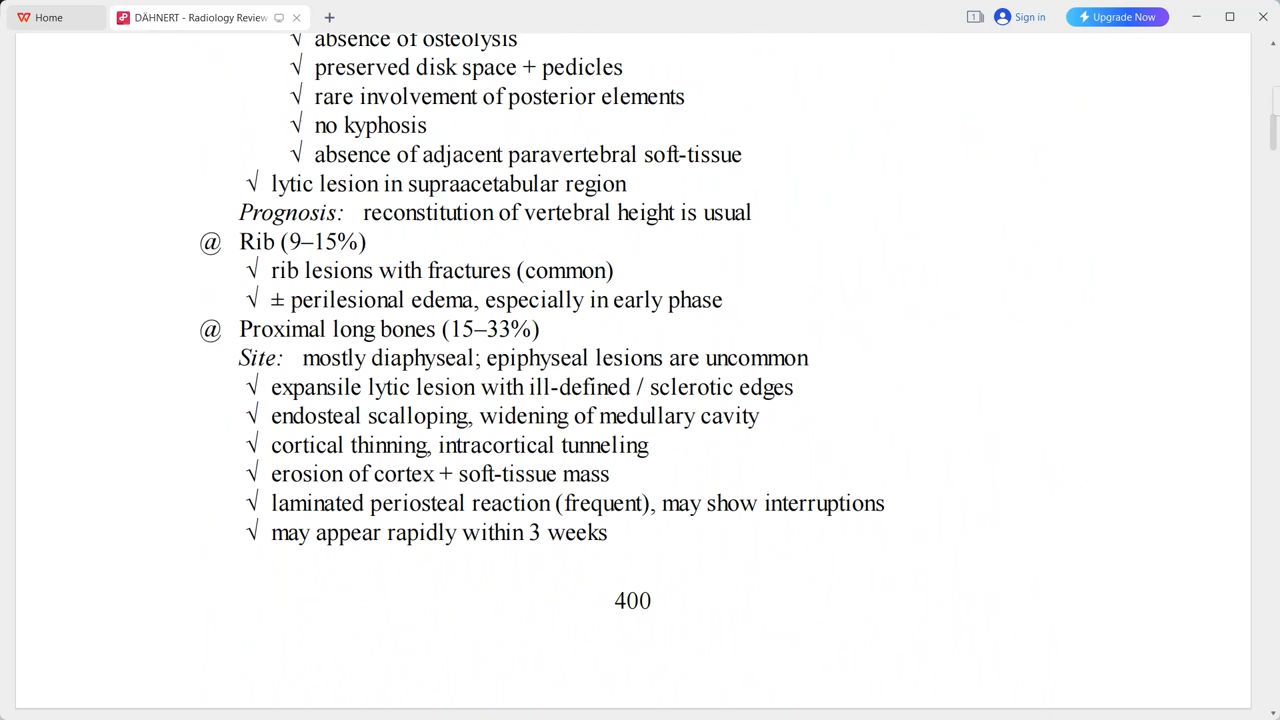 Home
DÄHNERT - Radiology Review
1
Sign in
Upgrade Now
√ absence of osteolysis
√ preserved disk space + pedicles
√ rare involvement of posterior elements
√ no kyphosis
√ absence of adjacent paravertebral soft-tissue
√ lytic lesion in supraacetabular region
Prognosis: reconstitution of vertebral height is usual
@ Rib (9–15%)
√ rib lesions with fractures (common)
√ ± perilesional edema, especially in early phase
@ Proximal long bones (15–33%)
Site: mostly diaphyseal; epiphyseal lesions are uncommon
√ expansile lytic lesion with ill-defined / sclerotic edges
√ endosteal scalloping, widening of medullary cavity
√ cortical thinning, intracortical tunneling
√ erosion of cortex + soft-tissue mass
√ laminated periosteal reaction (frequent), may show interruptions
√ may appear rapidly within 3 weeks
400